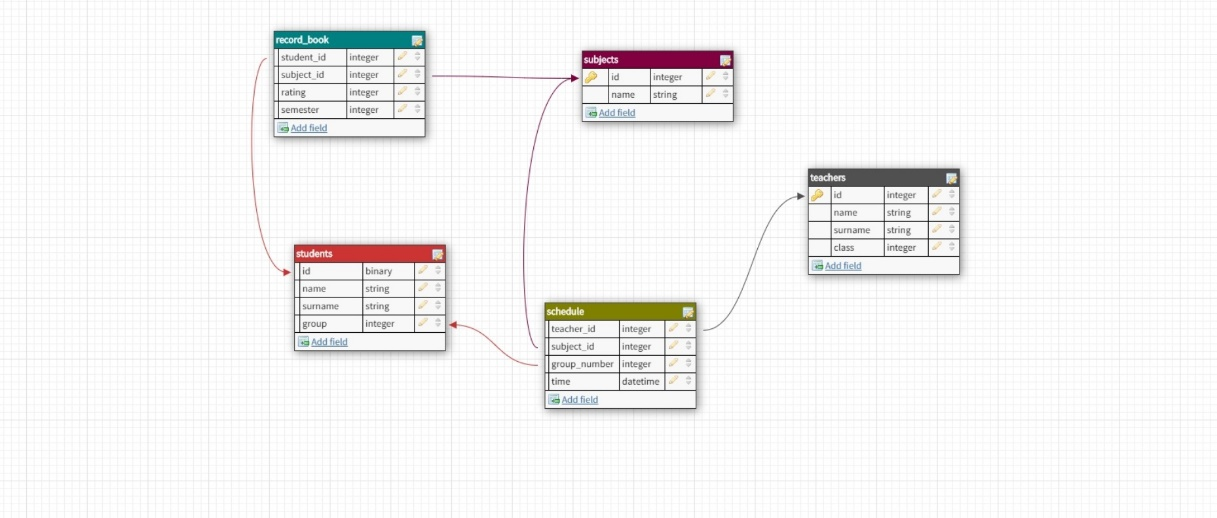 record_book
student_id integer
subject_id integer
rating integer
semester integer
Add field
subjects
id integer
name string
Add field
teachers
id integer
name string
surname string
class integer
Add field
students
id binary
name string
surname string
group integer
Add field
schedule
teacher_id integer
subject_id integer
group_number integer
time datetime
Add field